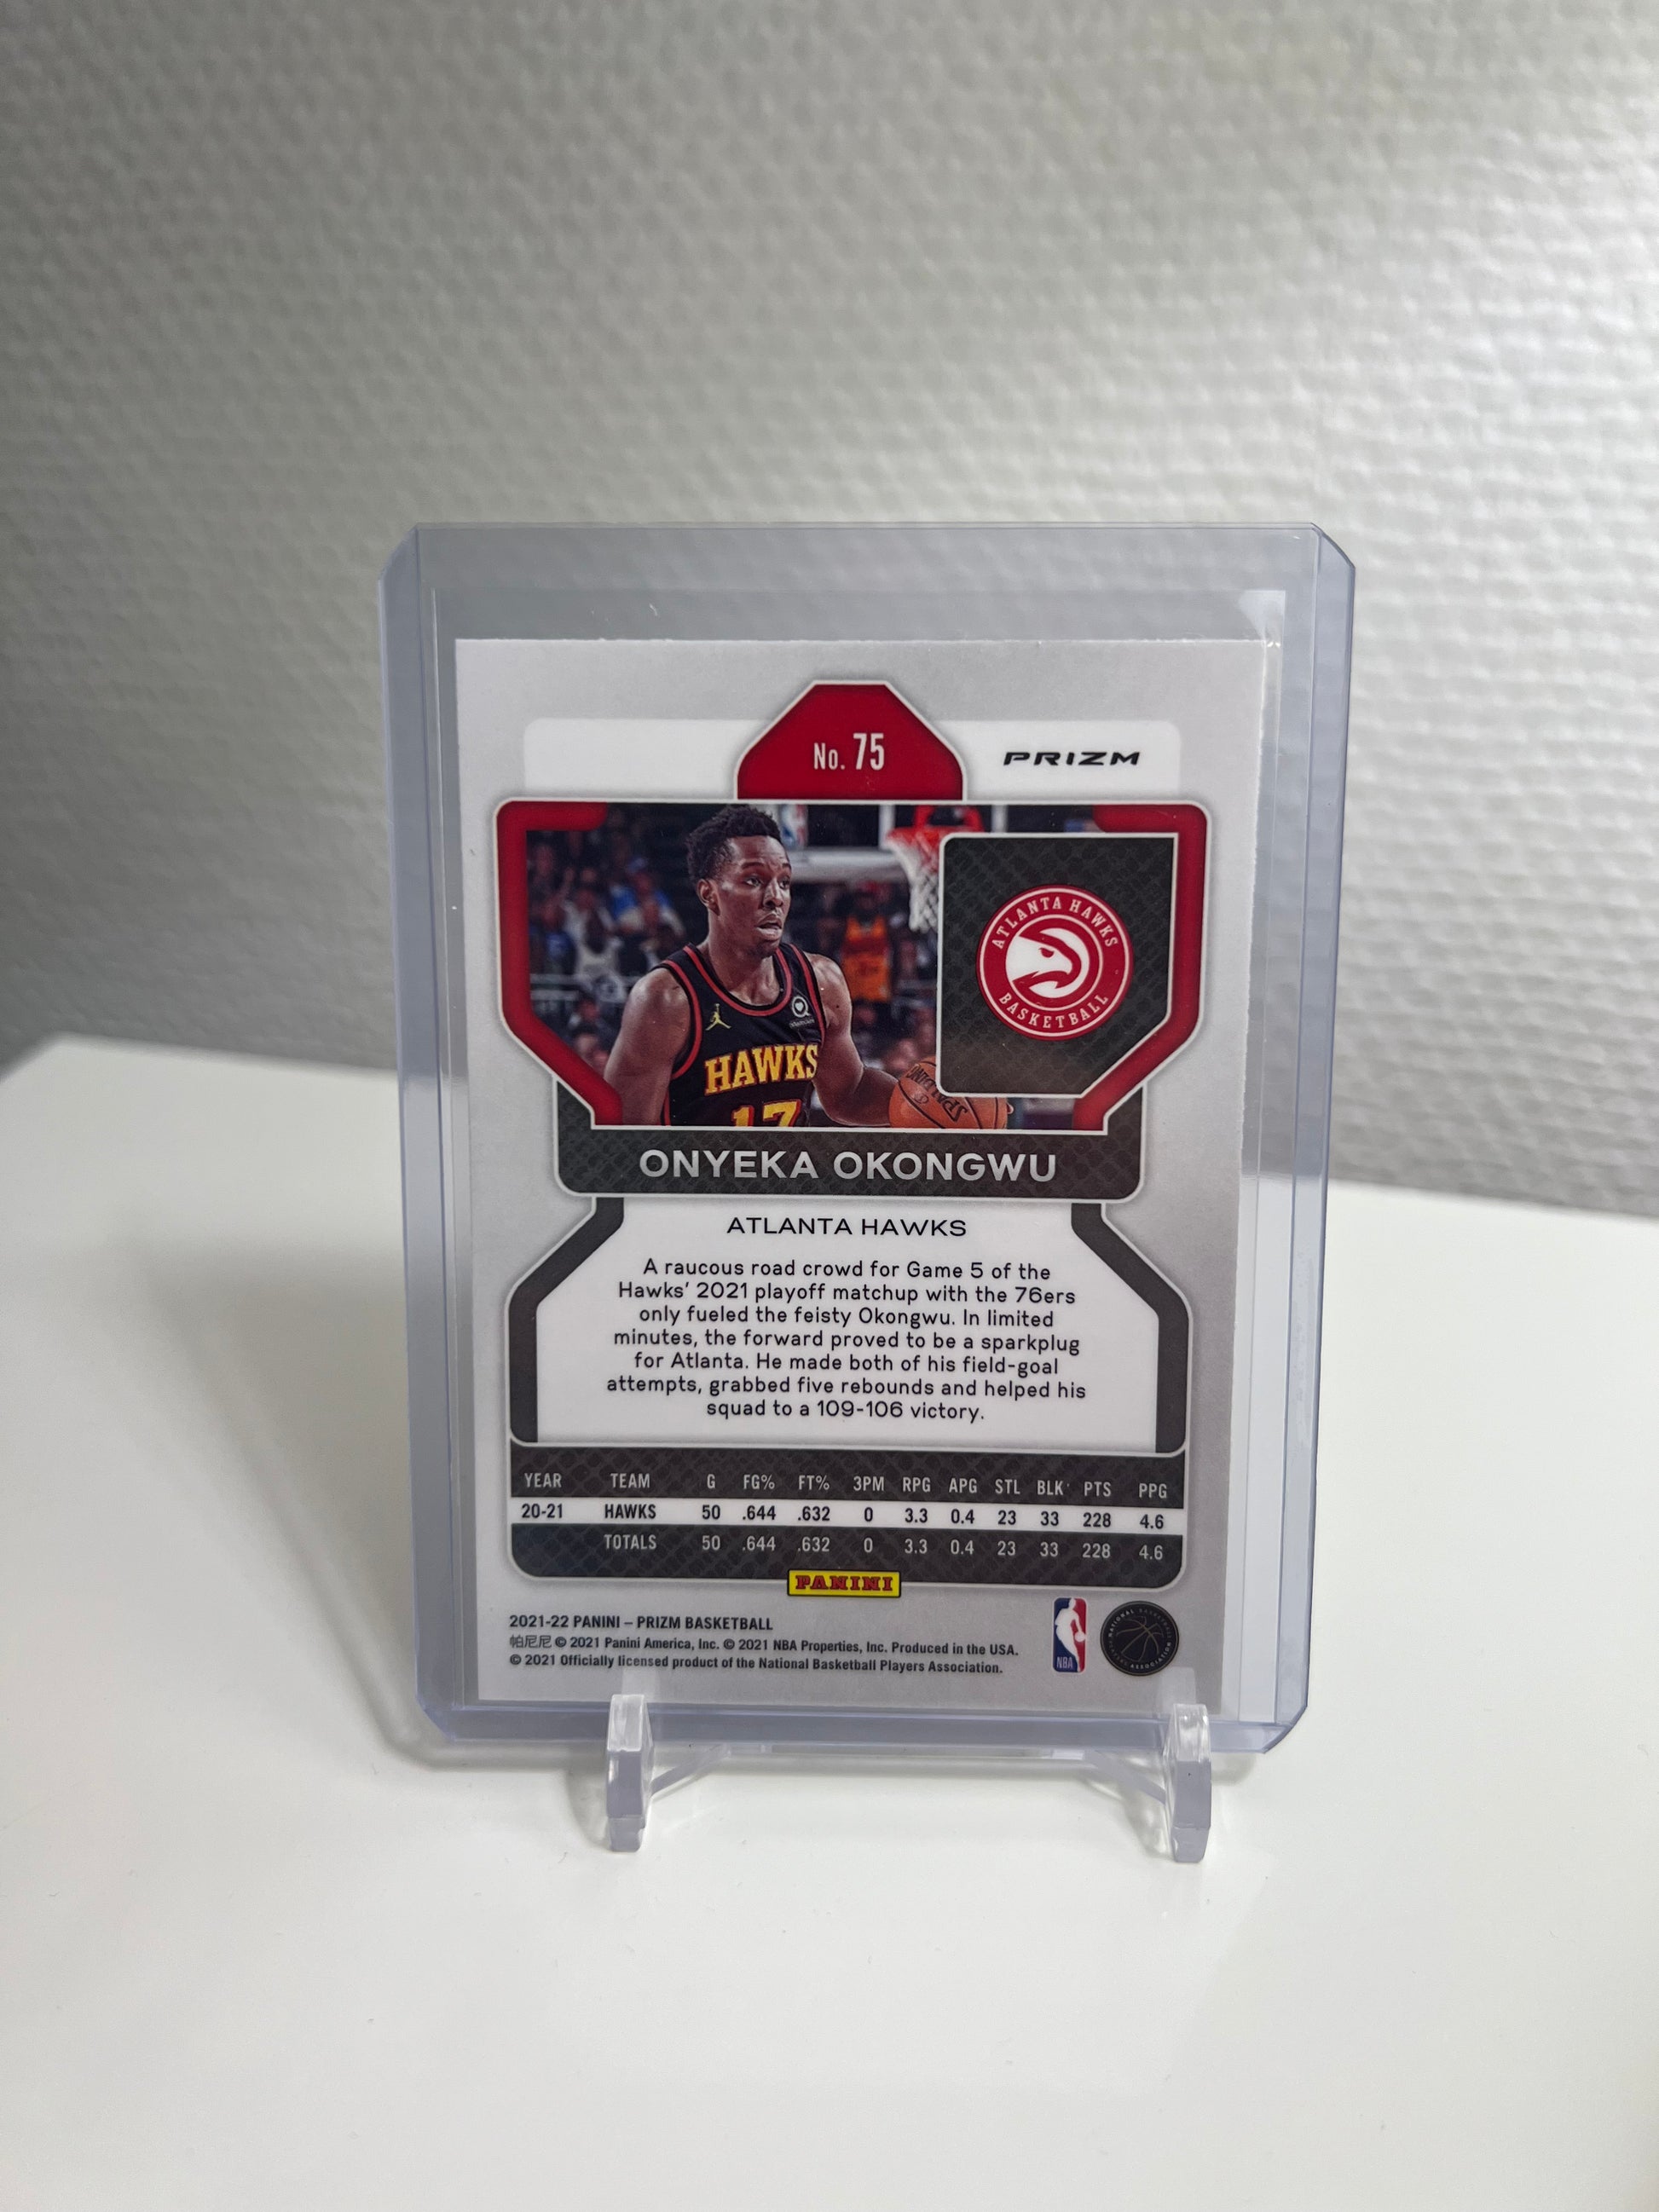 No. 75
PRIZM
ATLANTA HAWKS
BASKETBALL
HAWKS
17
SPALDING
ONYEKA OKONGWU
ATLANTA HAWKS
A raucous road crowd for Game 5 of the
Hawks' 2021 playoff matchup with the 76ers
only fueled the feisty Okongwu. In limited
minutes, the forward proved to be a sparkplug
for Atlanta. He made both of his field-goal
attempts, grabbed five rebounds and helped his
squad to a 109-106 victory.
YEAR TEAM G FG% FT% 3PM RPG APG STL BLK PTS PPG
20-21 HAWKS 50 .644 .632 0 3.3 0.4 23 33 228 4.6
TOTALS 50 .644 .632 0 3.3 0.4 23 33 228 4.6
PANINI
2021-22 PANINI – PRIZM BASKETBALL
帕尼尼 © 2021 Panini America, Inc. © 2021 NBA Properties, Inc. Produced in the USA.
© 2021 Officially licensed product of the National Basketball Players Association.
NBA